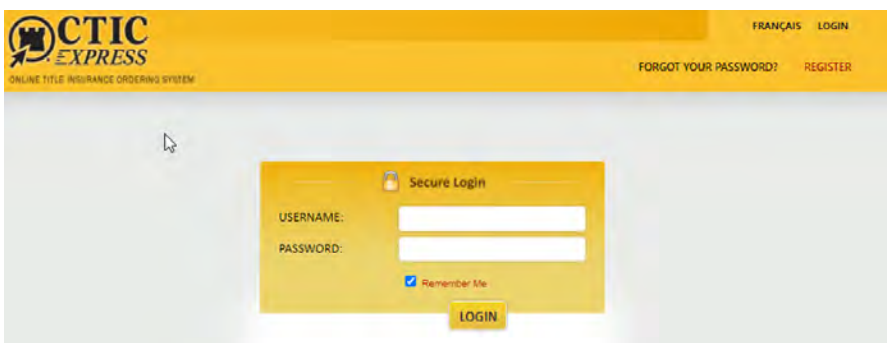 CTIC
EXPRESS
ONLINE TITLE INSURANCE ORDERING SYSTEM
FRANÇAIS LOGIN
FORGOT YOUR PASSWORD? REGISTER
Secure Login
USERNAME:
PASSWORD:
Remember Me
LOGIN